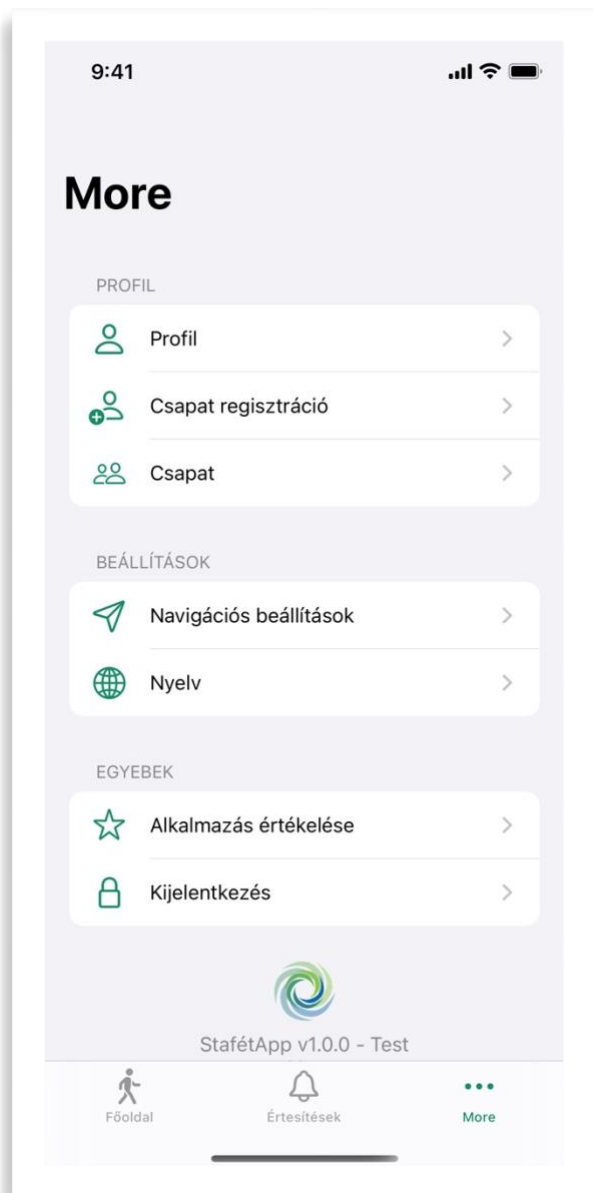 9:41
More
PROFIL
Profil
Csapat regisztráció
Csapat
BEÁLLÍTÁSOK
Navigációs beállítások
Nyelv
EGYEBEK
Alkalmazás értékelése
Kijelentkezés
StafétApp v1.0.0 - Test
Főoldal
Értesítések
More